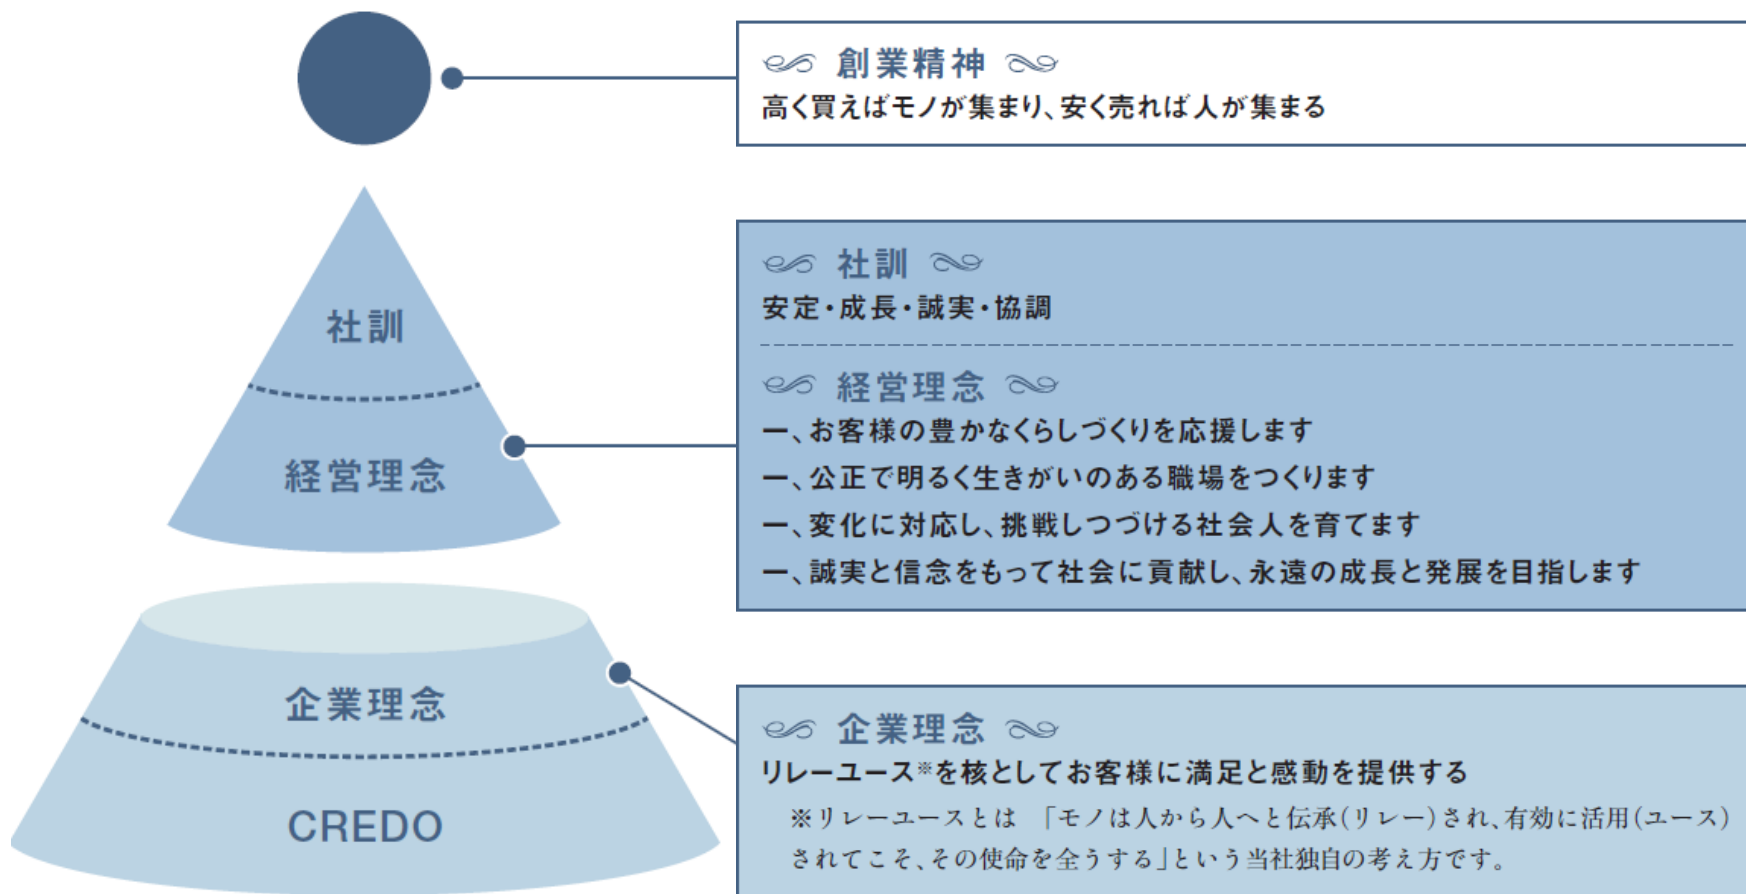 創業精神
高く買えばモノが集まり、安く売れば人が集まる
社訓
経営理念
社訓
安定・成長・誠実・協調
経営理念
一、お客様の豊かなくらしづくりを応援します
一、公正で明るく生きがいのある職場をつくります
一、変化に対応し、挑戦しつづける社会人を育てます
一、誠実と信念をもって社会に貢献し、永遠の成長と発展を目指します
企業理念
CREDO
企業理念
リレーユース※を核としてお客様に満足と感動を提供する
※リレーユースとは 「モノは人から人へと伝承(リレー)され、有効に活用(ユース)
されてこそ、その使命を全うする」という当社独自の考え方です。